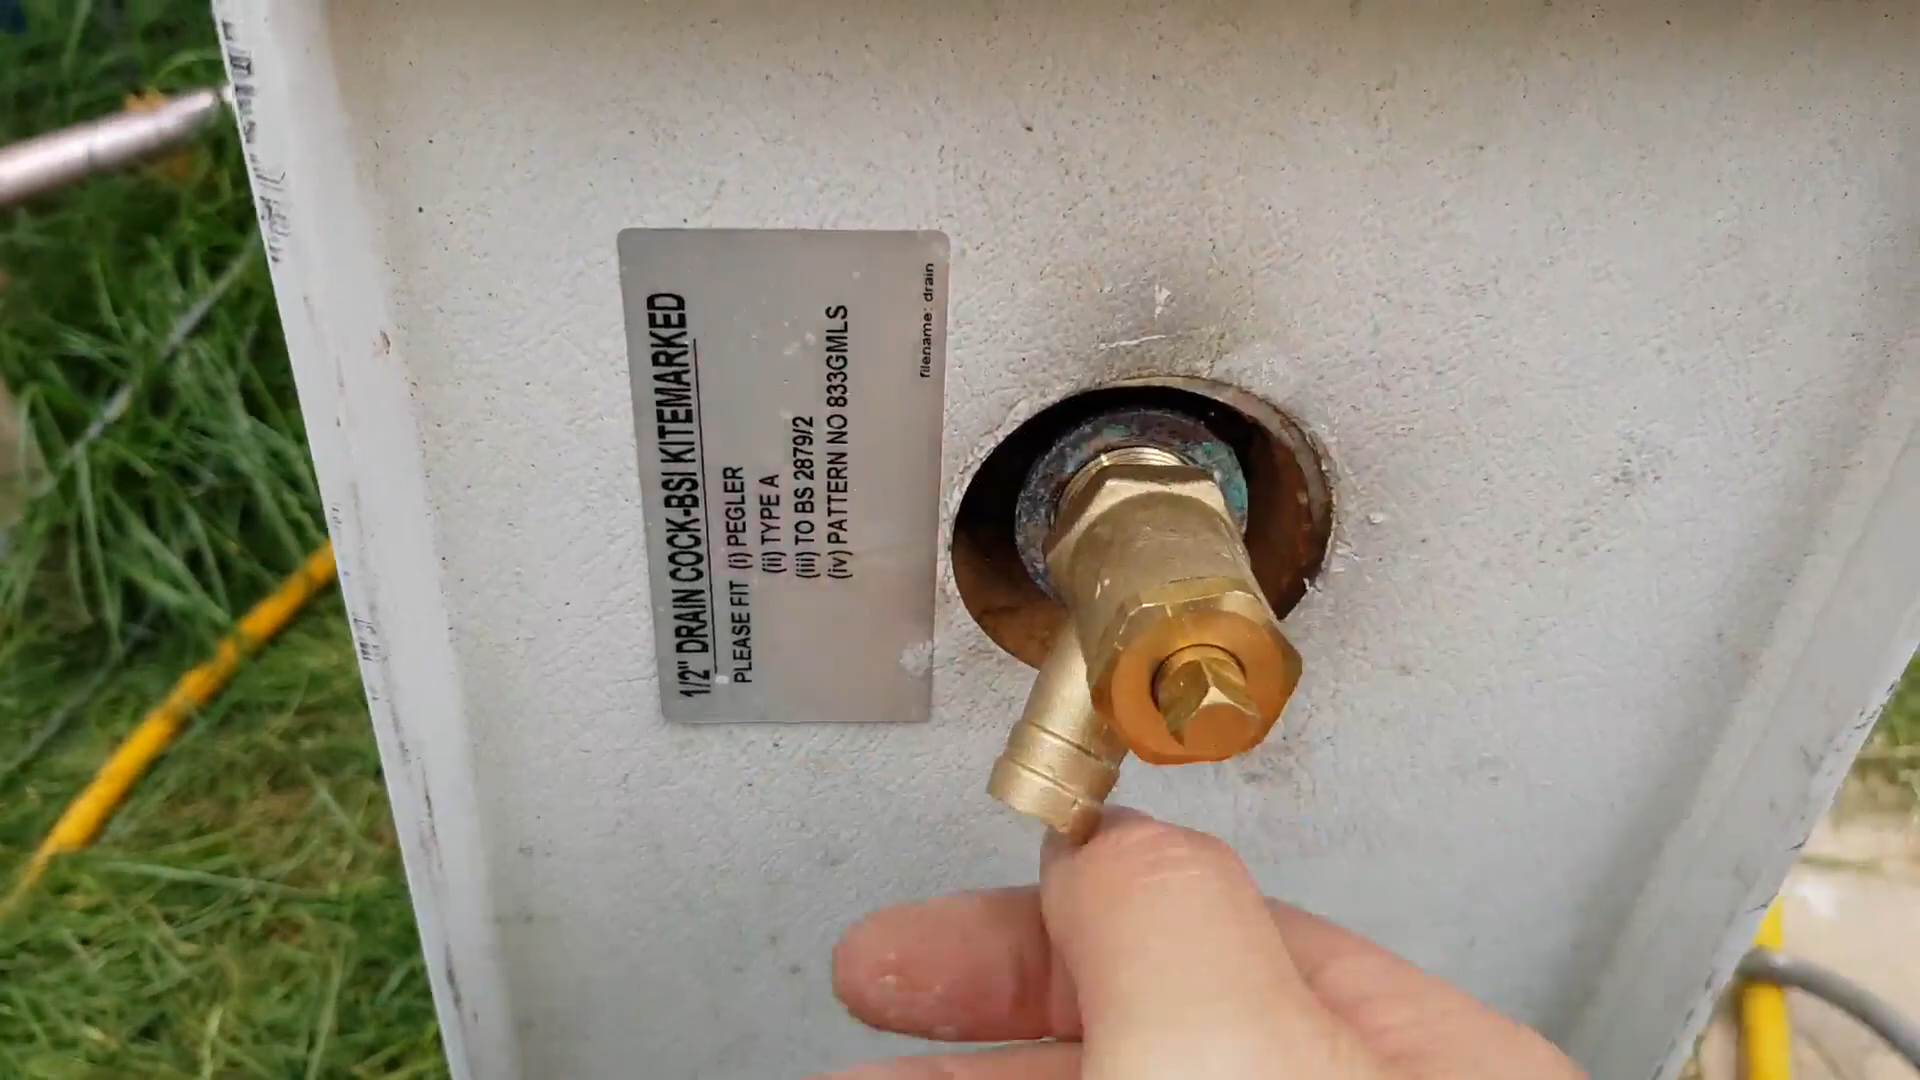 1/2" DRAIN COCK-BSI KITEMARKED
PLEASE FIT (i) PEGLER
(ii) TYPE A
(iii) TO BS 2879/2
(iv) PATTERN NO 833GMLS
filename: drain